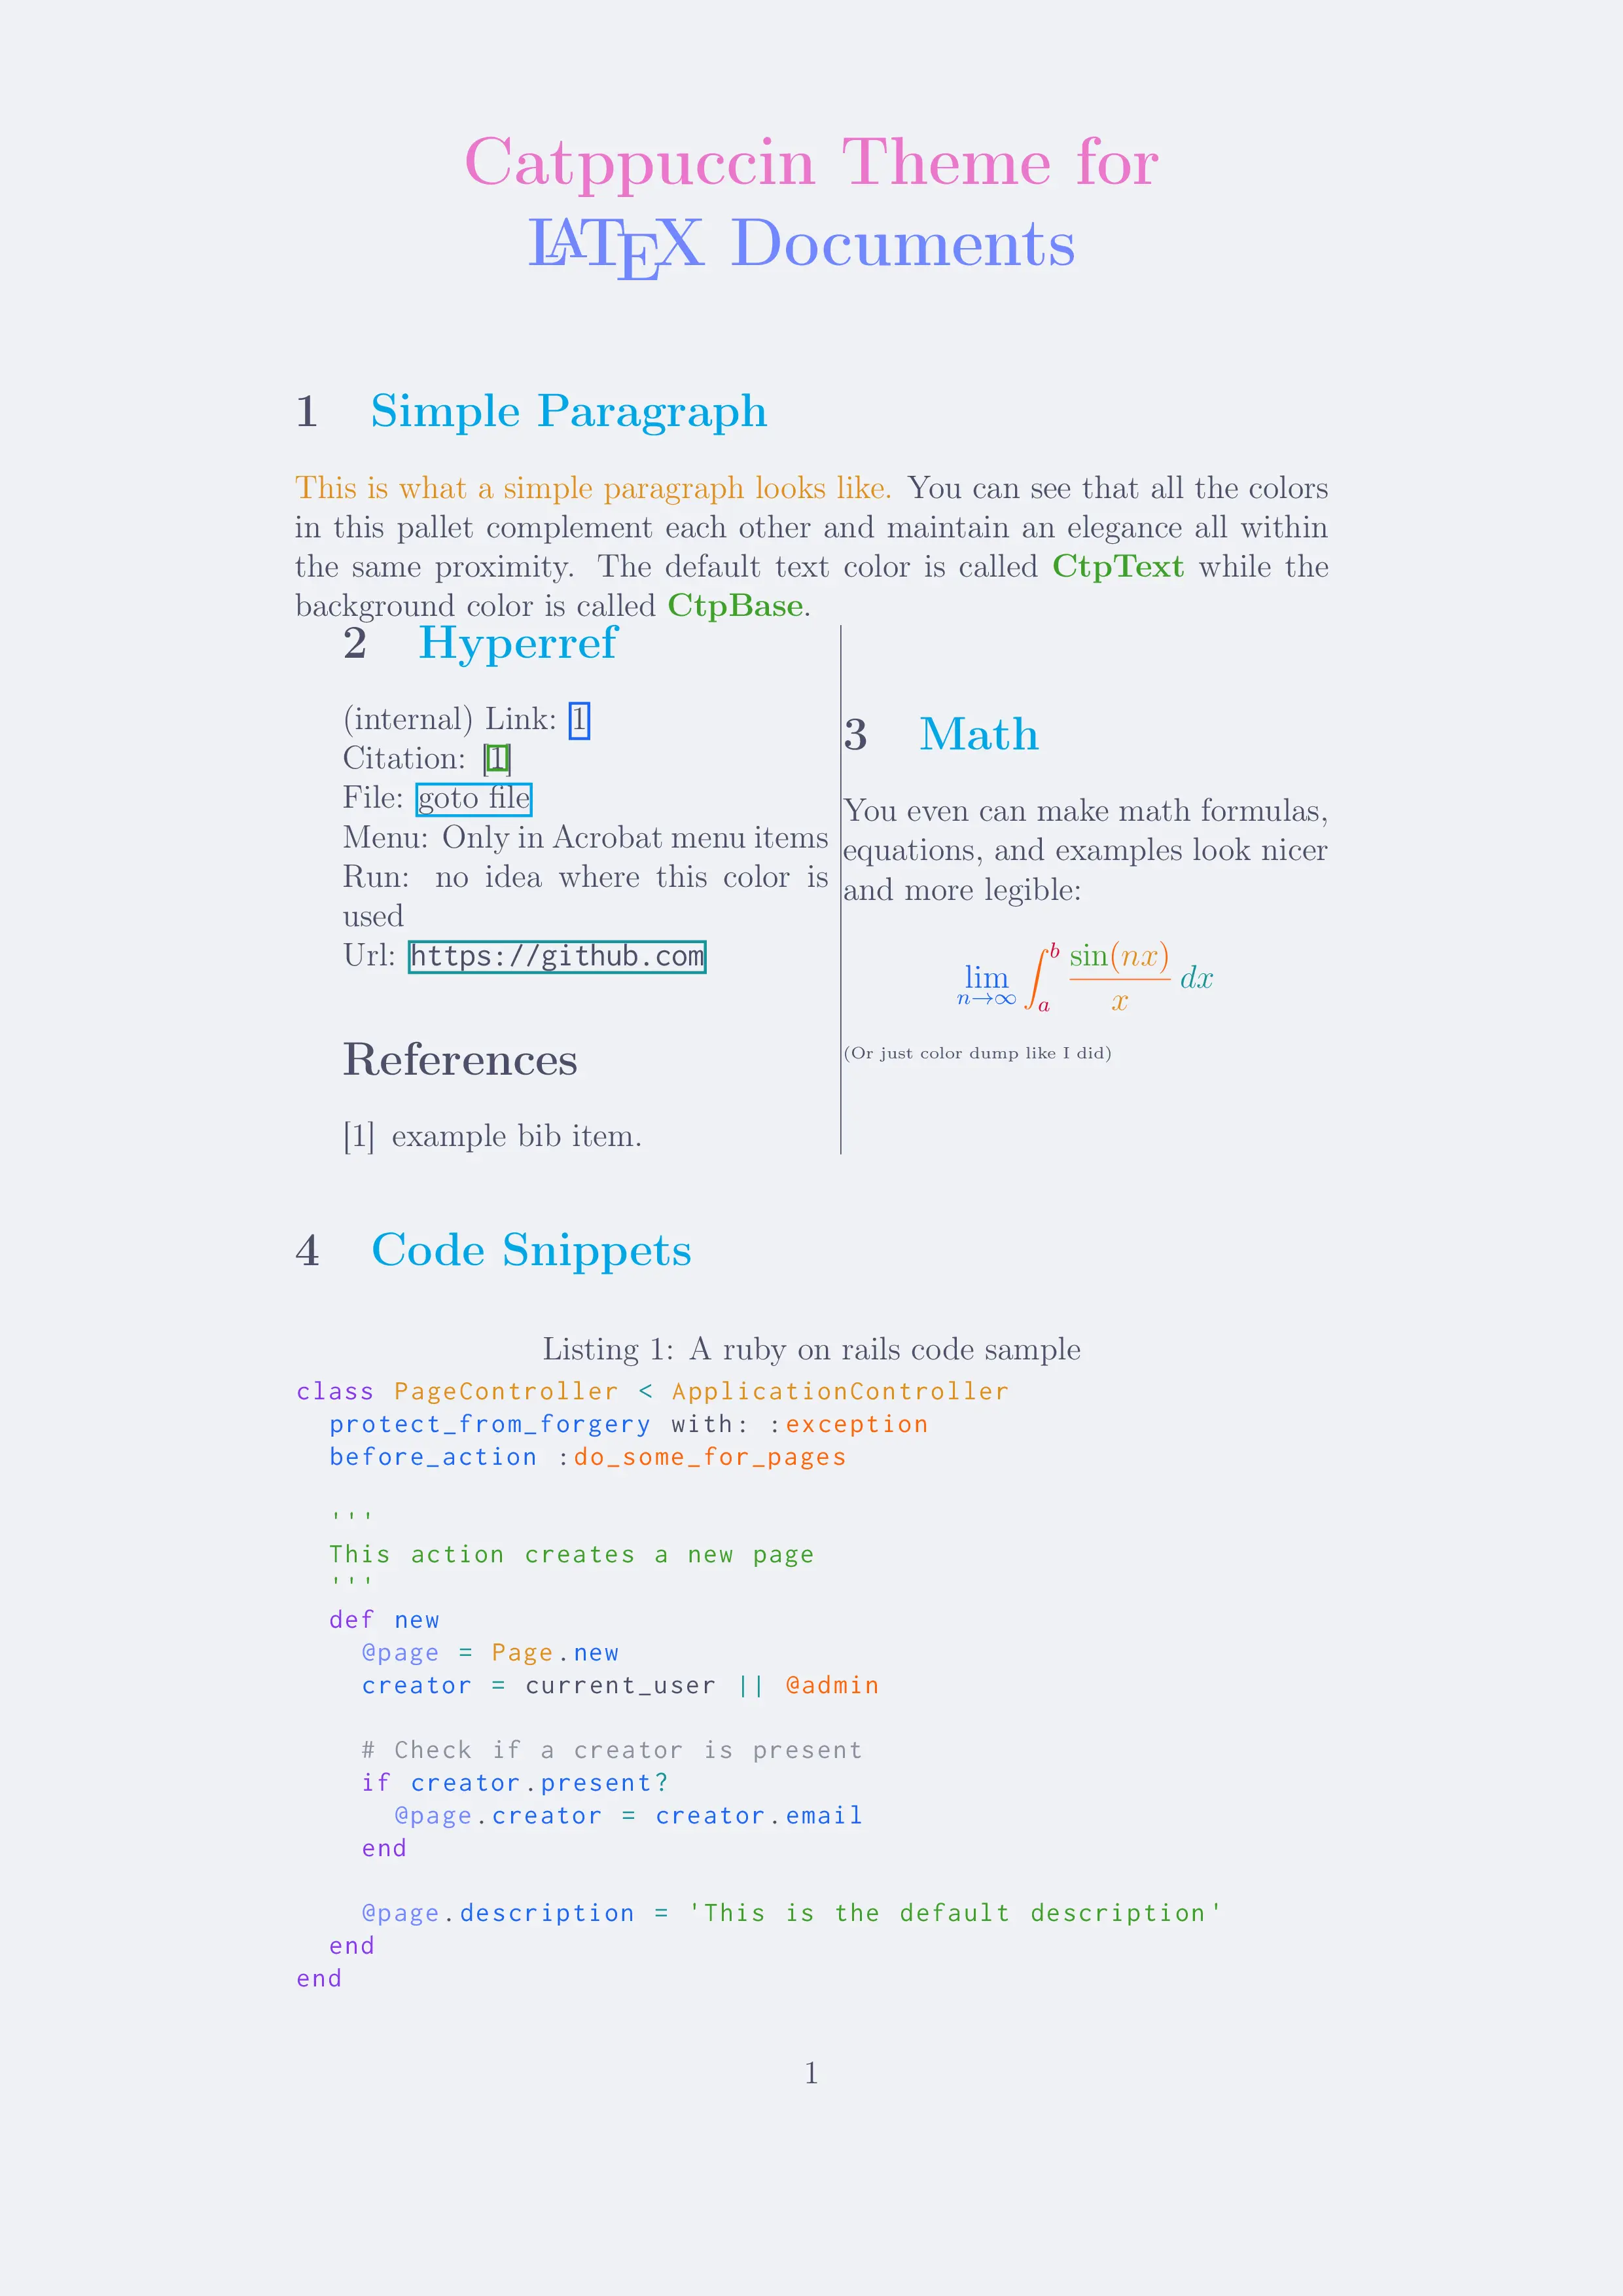 Catppuccin Theme for
LATEX Documents
1 Simple Paragraph
This is what a simple paragraph looks like. You can see that all the colors
in this pallet complement each other and maintain an elegance all within
the same proximity. The default text color is called CtpText while the
background color is called CtpBase.
2 Hyperref
(internal) Link: 1
Citation: [1]
File: goto file
Menu: Only in Acrobat menu items
Run: no idea where this color is
used
Url: https://github.com
References
[1] example bib item.
3 Math
You even can make math formulas,
equations, and examples look nicer
and more legible:
lim n→∞ ∫_a^b sin(nx)/x dx
(Or just color dump like I did)
4 Code Snippets
Listing 1: A ruby on rails code sample
class PageController < ApplicationController
  protect_from_forgery with: :exception
  before_action :do_some_for_pages
  '''
  This action creates a new page
  '''
  def new
    @page = Page.new
    creator = current_user || @admin
    # Check if a creator is present
    if creator.present?
      @page.creator = creator.email
    end
    @page.description = 'This is the default description'
  end
end
1